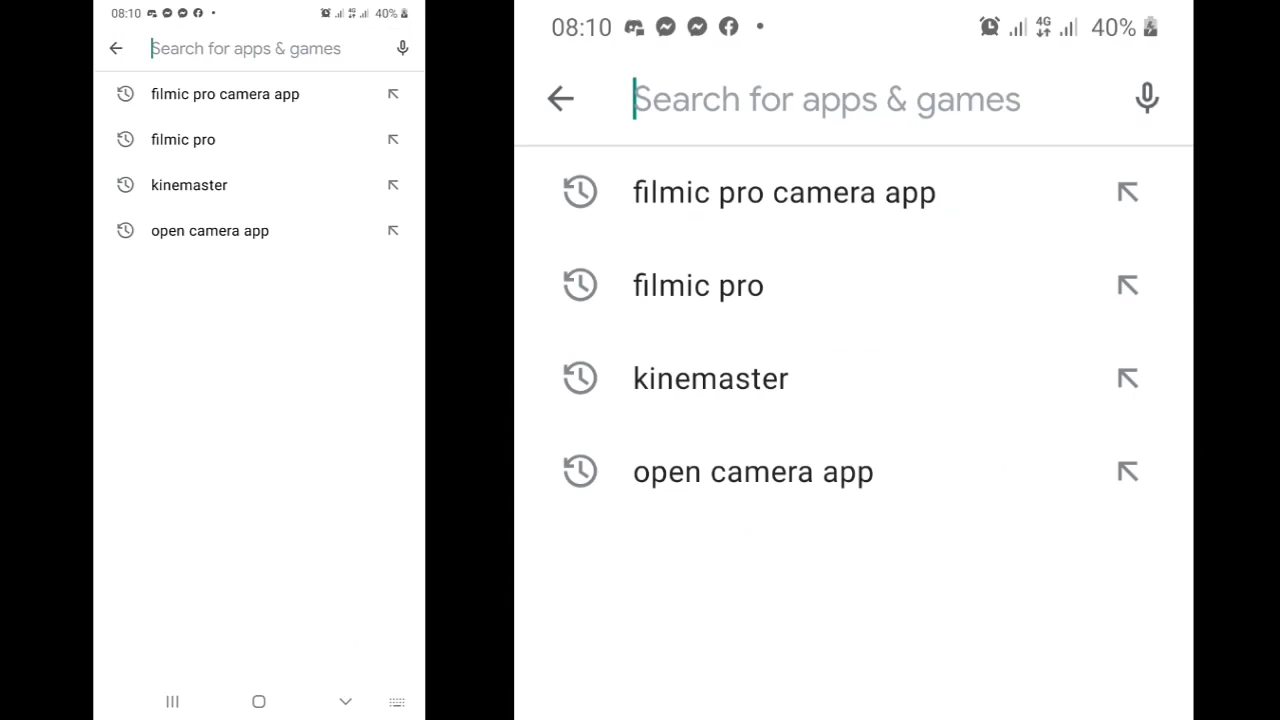 08:10
40%
Search for apps & games
filmic pro camera app
filmic pro
kinemaster
open camera app
08:10
4G
40%
Search for apps & games
filmic pro camera app
filmic pro
kinemaster
open camera app